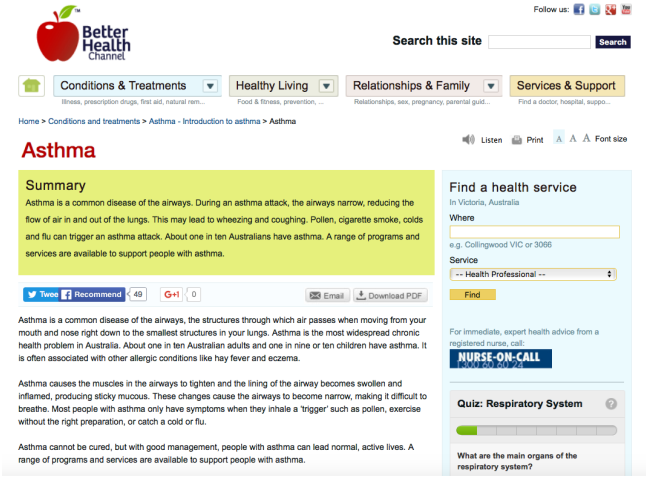 Follow us:
Better
Health
Channel
TM
Search this site
Search
Conditions & Treatments
Healthy Living
Relationships & Family
Services & Support
Illness, prescription drugs, first aid, natural rem...
Food & fitness, prevention, ...
Relationships, sex, pregnancy, parental guid...
Find a doctor, hospital, suppo...
Home > Conditions and treatments > Asthma - Introduction to asthma > Asthma
Listen Print A A A Font size
Asthma
Summary
Asthma is a common disease of the airways. During an asthma attack, the airways narrow, reducing the
flow of air in and out of the lungs. This may lead to wheezing and coughing. Pollen, cigarette smoke, colds
and flu can trigger an asthma attack. About one in ten Australians have asthma. A range of programs and
services are available to support people with asthma.
Twee Recommend 49 G+1 0 Email Download PDF
Asthma is a common disease of the airways, the structures through which air passes when moving from your
mouth and nose right down to the smallest structures in your lungs. Asthma is the most widespread chronic
health problem in Australia. About one in ten Australian adults and one in nine or ten children have asthma. It
is often associated with other allergic conditions like hay fever and eczema.
Asthma causes the muscles in the airways to tighten and the lining of the airway becomes swollen and
inflamed, producing sticky mucous. These changes cause the airways to become narrow, making it difficult to
breathe. Most people with asthma only have symptoms when they inhale a 'trigger' such as pollen, exercise
without the right preparation, or catch a cold or flu.
Asthma cannot be cured, but with good management, people with asthma can lead normal, active lives. A
range of programs and services are available to support people with asthma.
Find a health service
In Victoria, Australia
Where
e.g. Collingwood VIC or 3066
Service
-- Health Professional --
Find
For immediate, expert health advice from a
registered nurse, call:
NURSE-ON-CALL
1300 60 60 24
Quiz: Respiratory System ?
What are the main organs of the
respiratory system?